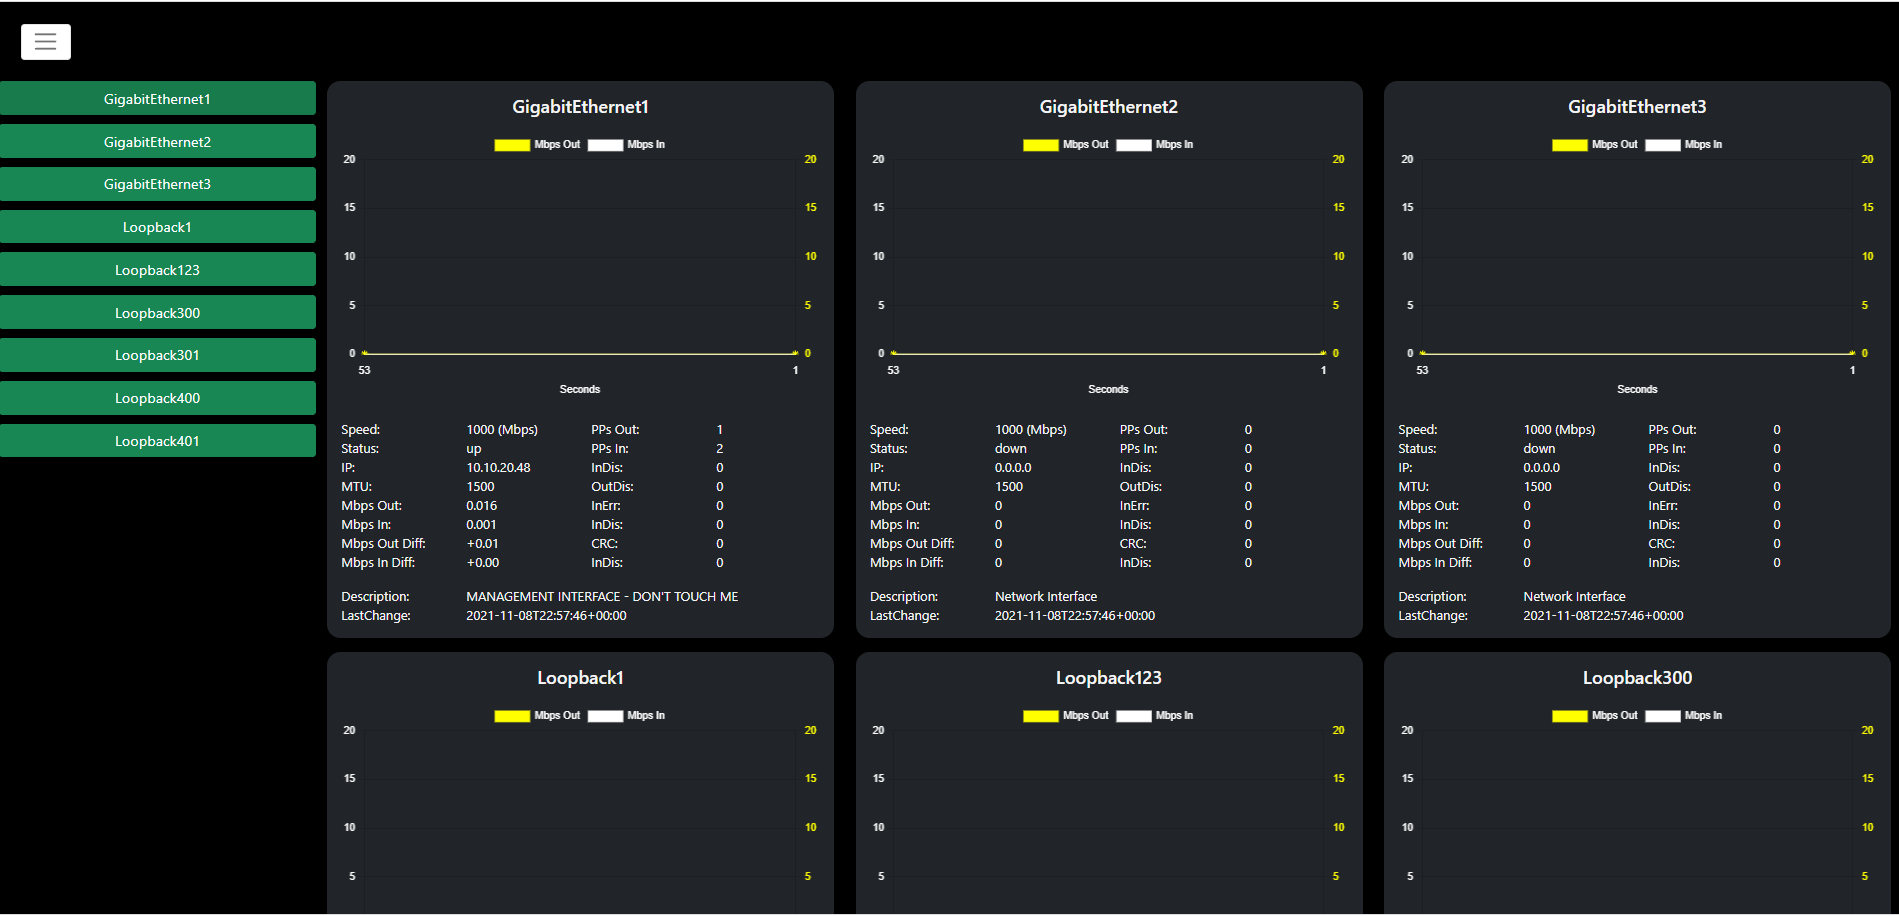 GigabitEthernet1
GigabitEthernet2
GigabitEthernet3
Loopback1
Loopback123
Loopback300
Loopback301
Loopback400
Loopback401
GigabitEthernet1
Mbps Out Mbps In
20 20
15 15
10 10
5 5
0 0
53 1
Seconds
Speed: 1000 (Mbps) PPs Out: 1
Status: up PPs In: 2
IP: 10.10.20.48 InDis: 0
MTU: 1500 OutDis: 0
Mbps Out: 0.016 InErr: 0
Mbps In: 0.001 InDis: 0
Mbps Out Diff: +0.01 CRC: 0
Mbps In Diff: +0.00 InDis: 0
Description: MANAGEMENT INTERFACE - DON'T TOUCH ME
LastChange: 2021-11-08T22:57:46+00:00
GigabitEthernet2
Mbps Out Mbps In
20 20
15 15
10 10
5 5
0 0
53 1
Seconds
Speed: 1000 (Mbps) PPs Out: 0
Status: down PPs In: 0
IP: 0.0.0.0 InDis: 0
MTU: 1500 OutDis: 0
Mbps Out: 0 InErr: 0
Mbps In: 0 InDis: 0
Mbps Out Diff: 0 CRC: 0
Mbps In Diff: 0 InDis: 0
Description: Network Interface
LastChange: 2021-11-08T22:57:46+00:00
GigabitEthernet3
Mbps Out Mbps In
20 20
15 15
10 10
5 5
0 0
53 1
Seconds
Speed: 1000 (Mbps) PPs Out: 0
Status: down PPs In: 0
IP: 0.0.0.0 InDis: 0
MTU: 1500 OutDis: 0
Mbps Out: 0 InErr: 0
Mbps In: 0 InDis: 0
Mbps Out Diff: 0 CRC: 0
Mbps In Diff: 0 InDis: 0
Description: Network Interface
LastChange: 2021-11-08T22:57:46+00:00
Loopback1
Mbps Out Mbps In
20 20
15 15
10 10
5 5
Loopback123
Mbps Out Mbps In
20 20
15 15
10 10
5 5
Loopback300
Mbps Out Mbps In
20 20
15 15
10 10
5 5